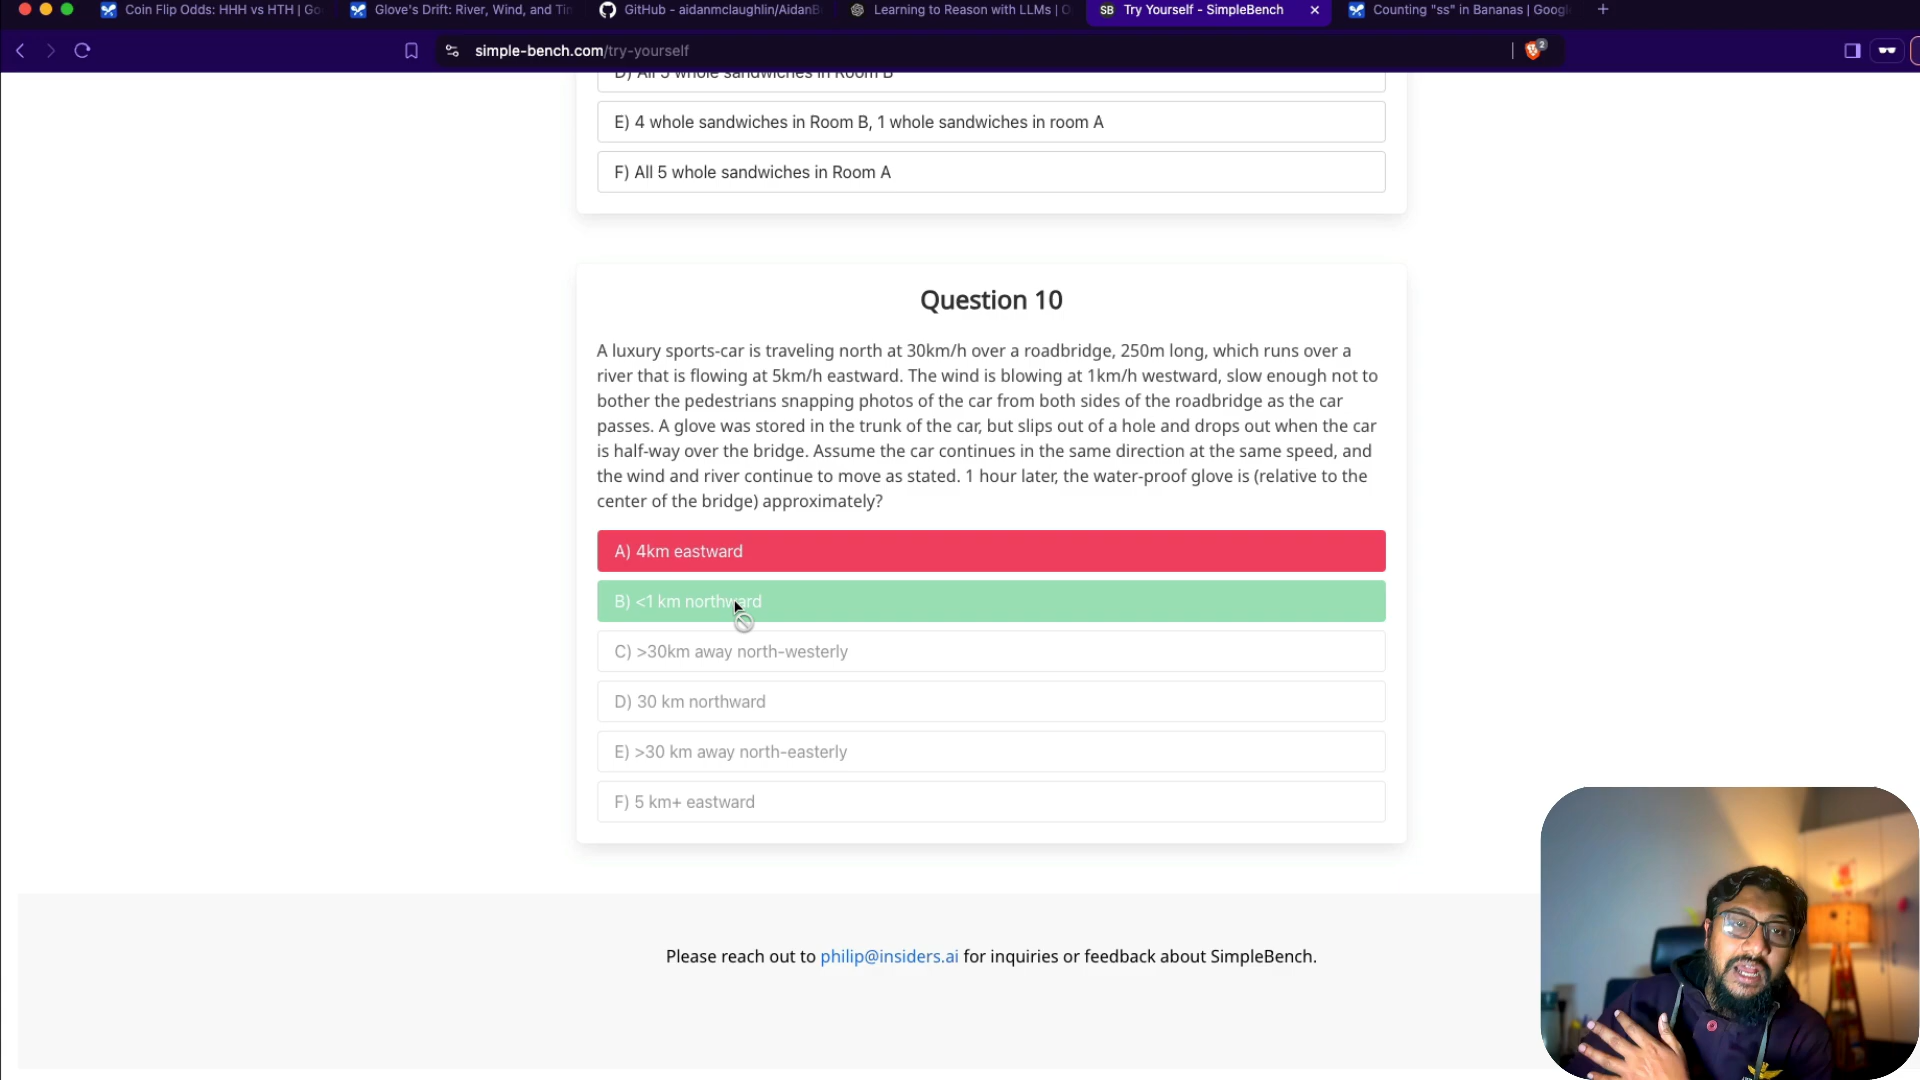 Coin Flip Odds: HHH vs HTH | Go
Glove's Drift: River, Wind, and Tim
GitHub - aidanmclaughlin/AidanB
Learning to Reason with LLMs | O
SB Try Yourself - SimpleBench
Counting "ss" in Bananas | Googl
simple-bench.com/try-yourself
2
D) All 5 whole sandwiches in Room B
E) 4 whole sandwiches in Room B, 1 whole sandwiches in room A
F) All 5 whole sandwiches in Room A
Question 10
A luxury sports-car is traveling north at 30km/h over a roadbridge, 250m long, which runs over a
river that is flowing at 5km/h eastward. The wind is blowing at 1km/h westward, slow enough not to
bother the pedestrians snapping photos of the car from both sides of the roadbridge as the car
passes. A glove was stored in the trunk of the car, but slips out of a hole and drops out when the car
is half-way over the bridge. Assume the car continues in the same direction at the same speed, and
the wind and river continue to move as stated. 1 hour later, the water-proof glove is (relative to the
center of the bridge) approximately?
A) 4km eastward
B) <1 km northward
C) >30km away north-westerly
D) 30 km northward
E) >30 km away north-easterly
F) 5 km+ eastward
Please reach out to philip@insiders.ai for inquiries or feedback about SimpleBench.